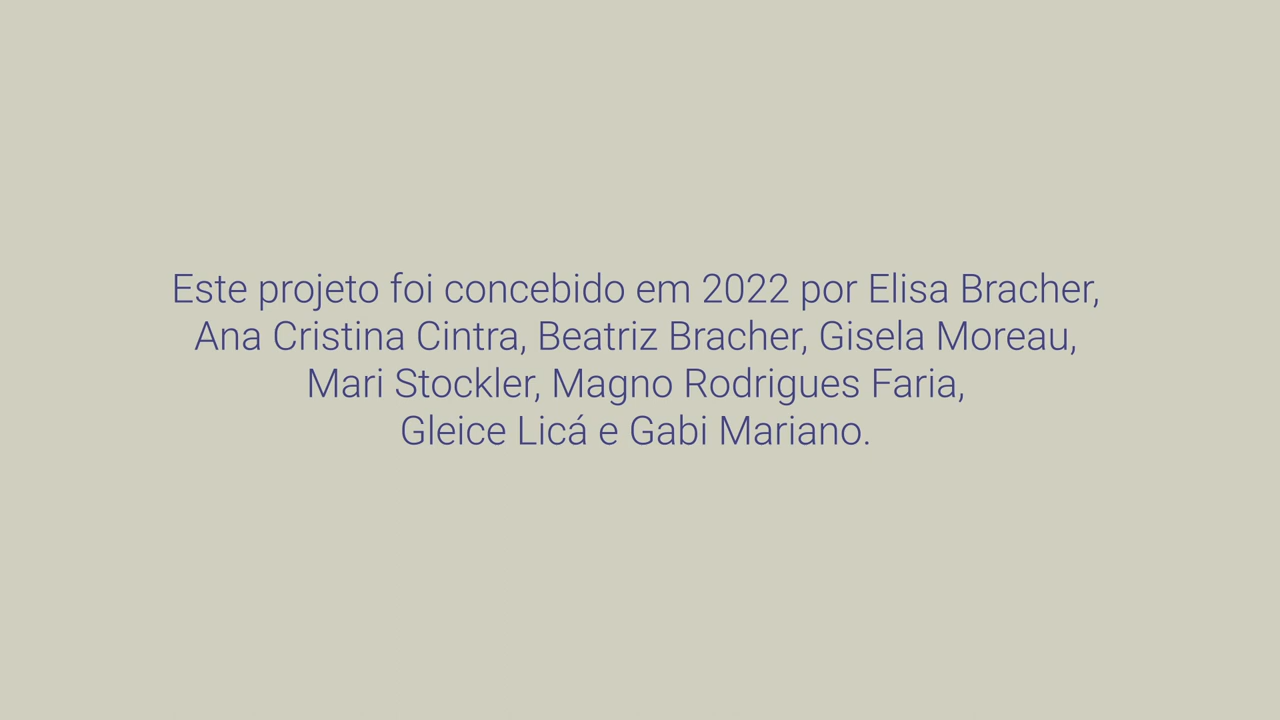 Este projeto foi concebido em 2022 por Elisa Bracher,
Ana Cristina Cintra, Beatriz Bracher, Gisela Moreau,
Mari Stockler, Magno Rodrigues Faria,
Gleice Licá e Gabi Mariano.